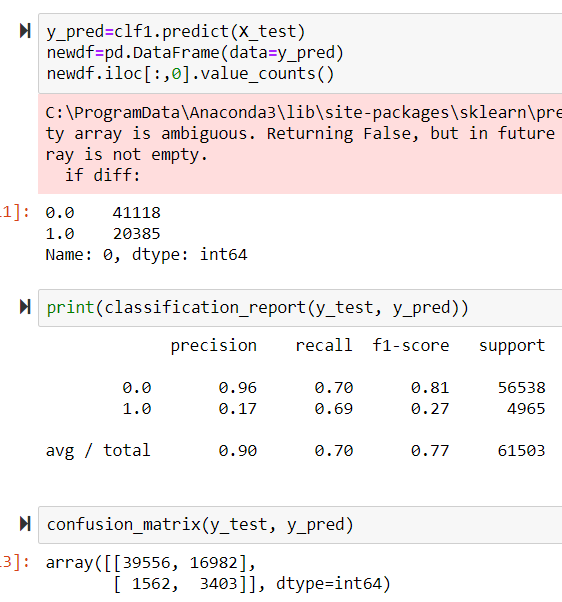 y_pred=clf1.predict(X_test)
newdf=pd.DataFrame(data=y_pred)
newdf.iloc[:,0].value_counts()
C:\ProgramData\Anaconda3\lib\site-packages\sklearn\pre
ty array is ambiguous. Returning False, but in future
ray is not empty.
  if diff:
1]: 0.0    41118
1.0    20385
Name: 0, dtype: int64
print(classification_report(y_test, y_pred))
             precision    recall  f1-score   support
        0.0       0.96      0.70      0.81     56538
        1.0       0.17      0.69      0.27      4965
avg / total       0.90      0.70      0.77     61503
confusion_matrix(y_test, y_pred)
3]: array([[39556, 16982],
       [ 1562,  3403]], dtype=int64)